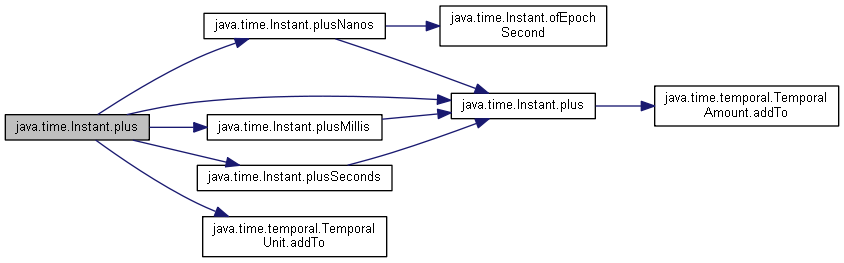 java.time.Instant.plusNanos
java.time.Instant.ofEpoch
Second
java.time.Instant.plus
java.time.temporal.Temporal
Amount.addTo
java.time.Instant.plus
java.time.Instant.plusMillis
java.time.Instant.plusSeconds
java.time.temporal.Temporal
Unit.addTo